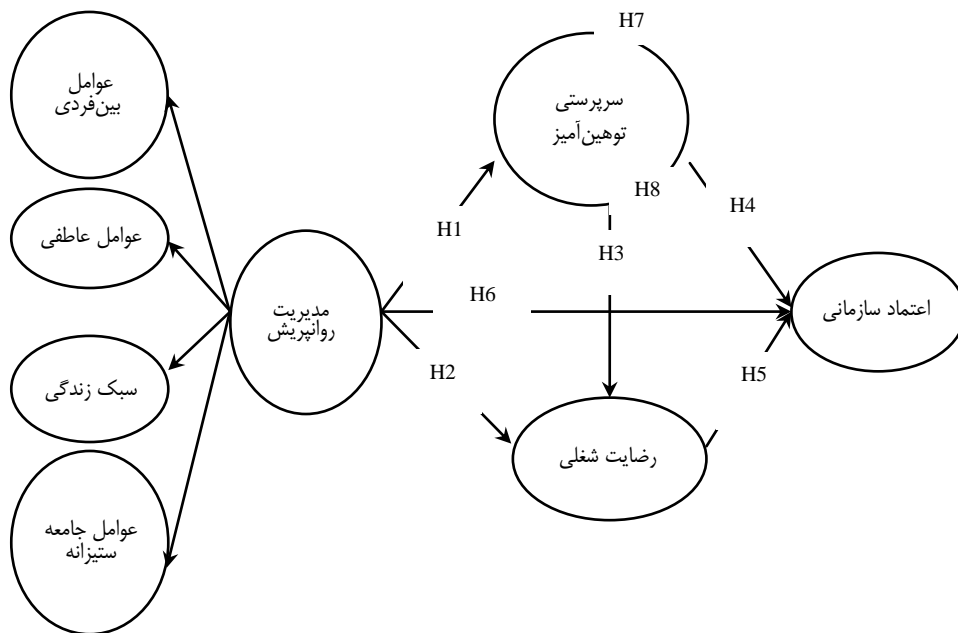 H7
عوامل
بین‌فردی
سرپرستی
توهین‌آمیز
H8
H4
H1
عوامل عاطفی
H3
H6
مدیریت
روانپریش
اعتماد سازمانی
H2
H5
سبک زندگی
رضایت شغلی
عوامل جامعه
ستیزانه